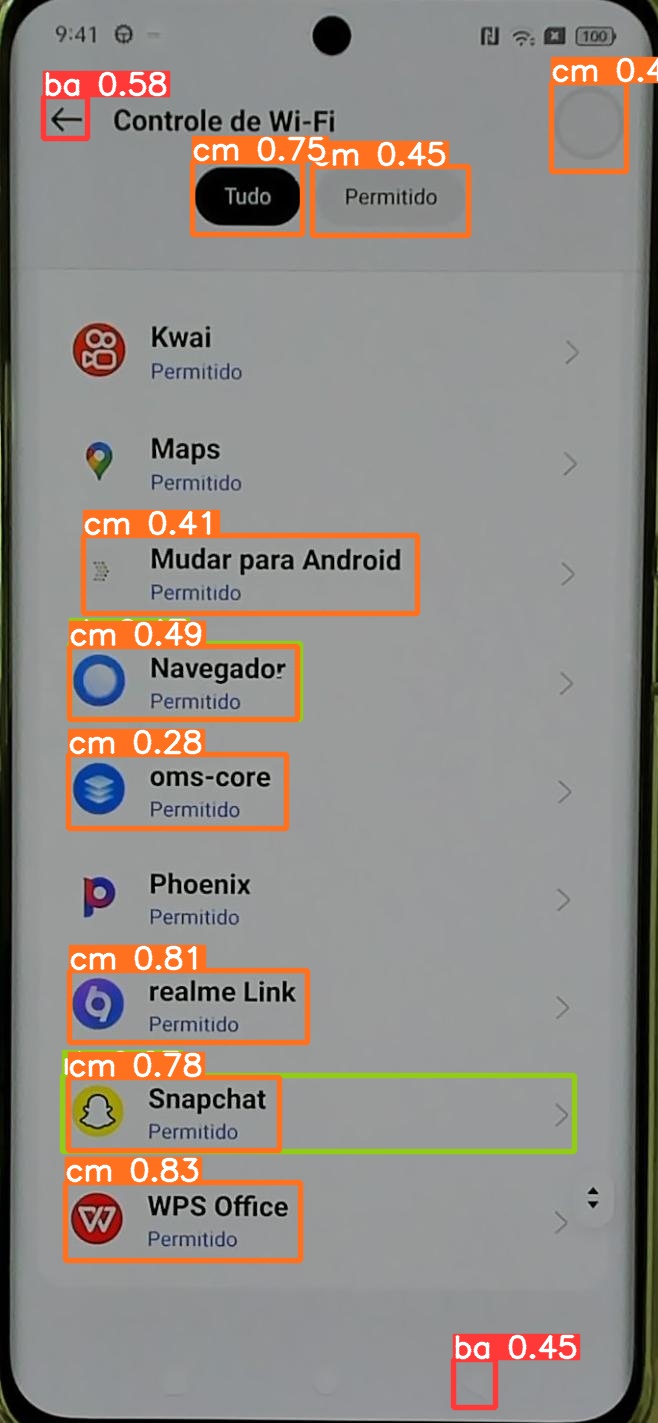 9:41
100
ba 0.58
cm 0.4
Controle de Wi-Fi
cm 0.75
cm 0.45
Tudo
Permitido
Kwai
Permitido
Maps
Permitido
cm 0.41
Mudar para Android
Permitido
cm 0.49
Navegador
Permitido
cm 0.28
oms-core
Permitido
Phoenix
Permitido
cm 0.81
realme Link
Permitido
cm 0.78
Snapchat
Permitido
cm 0.83
WPS Office
Permitido
ba 0.45